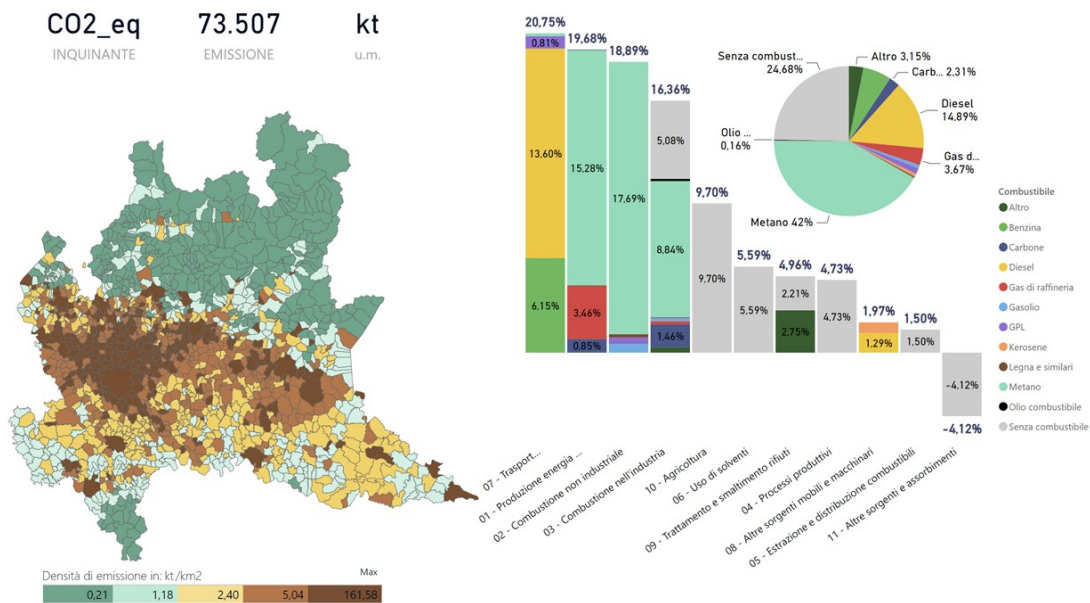 CO2_eq 73.507 kt
INQUINANTE EMISSIONE u.m.
Densità di emissione in: kt/km2 Max
0,21 1,18 2,40 5,04 161,58
20,75%
19,68%
18,89%
16,36%
9,70%
5,59%
4,96%
4,73%
1,97%
1,50%
-4,12%
0,81%
13,60%
6,15%
15,28%
3,46%
0,85%
17,69%
5,08%
8,84%
1,46%
9,70%
5,59%
2,21%
2,75%
4,73%
1,29%
1,50%
-4,12%
07 - Trasport...
01 - Produzione energia ...
02 - Combustione non industriale
03 - Combustione nell'industria
10 - Agricoltura
06 - Uso di solventi
09 - Trattamento e smaltimento rifiuti
04 - Processi produttivi
08 - Altre sorgenti mobili e macchinari
05 - Estrazione e distribuzione combustibili
11 - Altre sorgenti e assorbimenti
Senza combust...
24,68%
Altro 3,15%
Carb... 2,31%
Diesel
14,89%
Gas d...
3,67%
Olio ...
0,16%
Metano 42%
Combustibile
Altro
Benzina
Carbone
Diesel
Gas di raffineria
Gasolio
GPL
Kerosene
Legna e similari
Metano
Olio combustibile
Senza combustibile